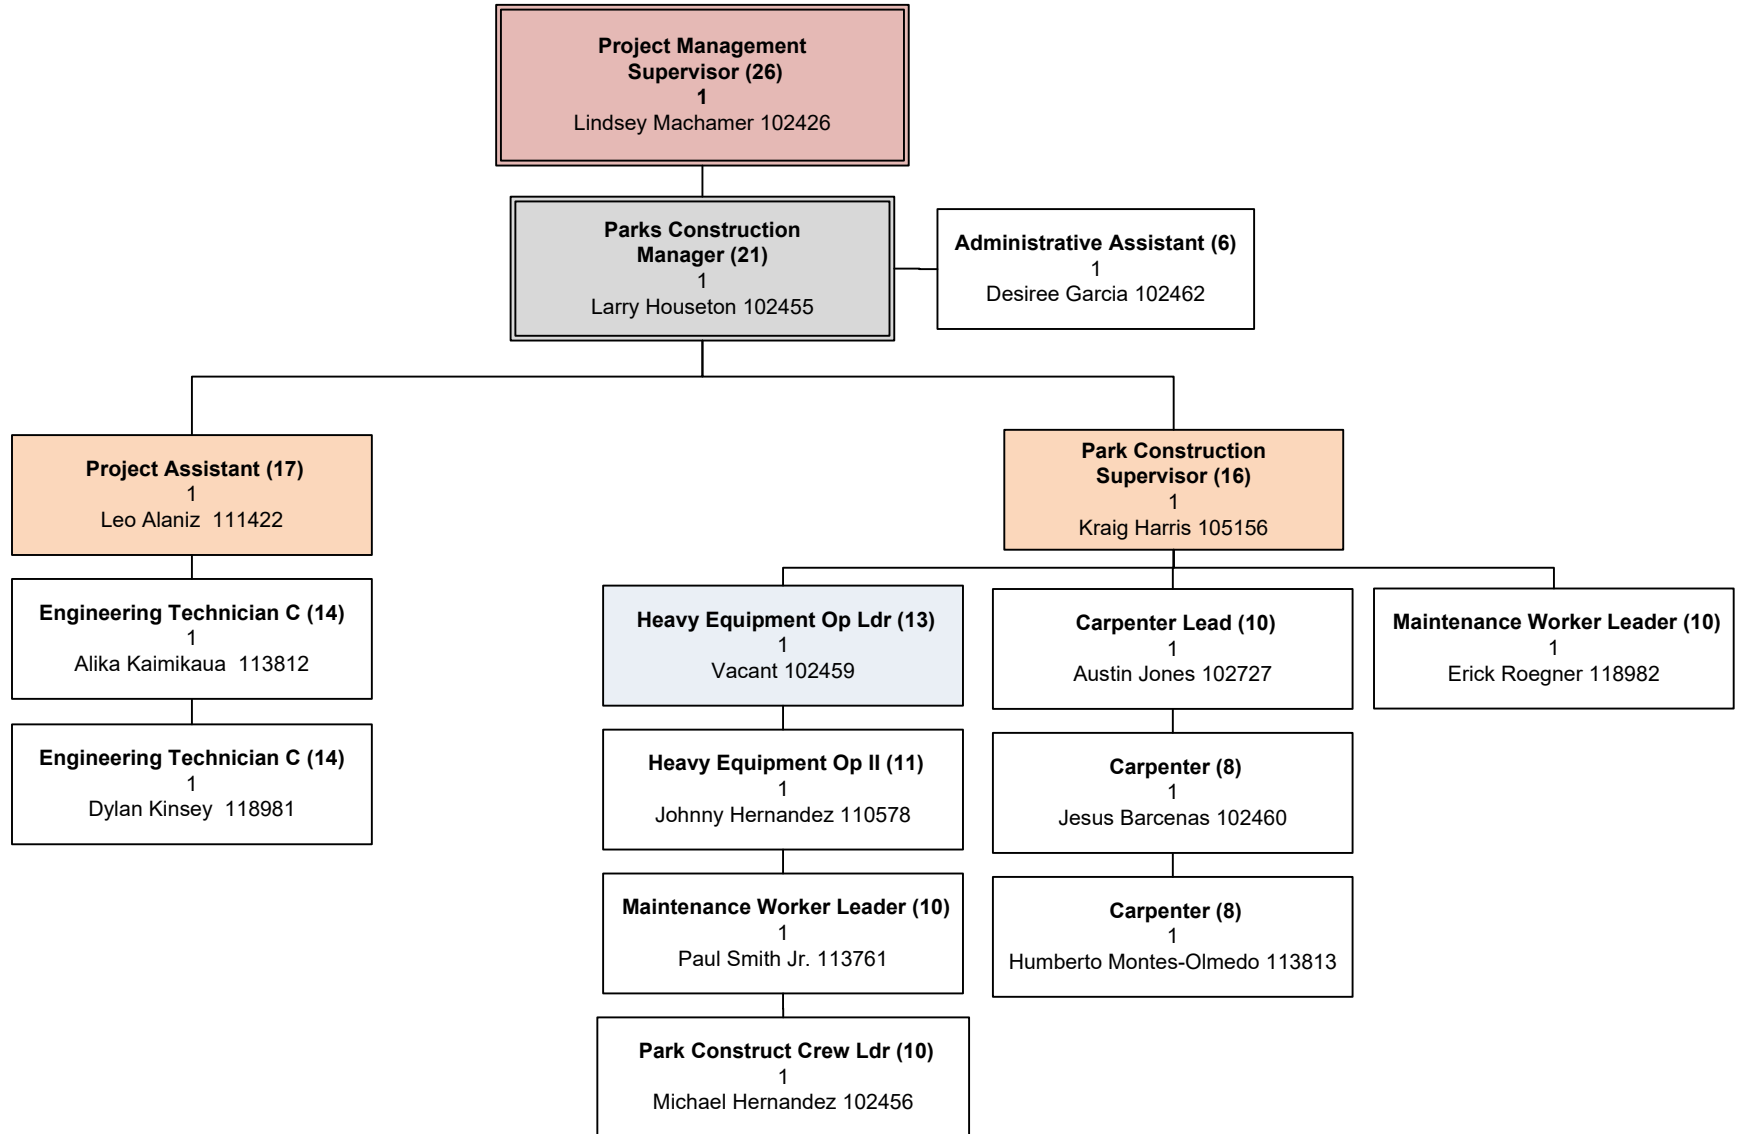 Project Management
Supervisor (26)
1
Lindsey Machamer 102426
Parks Construction
Manager (21)
1
Larry Houseton 102455
Administrative Assistant (6)
1
Desiree Garcia 102462
Project Assistant (17)
1
Leo Alaniz  111422
Park Construction
Supervisor (16)
1
Kraig Harris 105156
Engineering Technician C (14)
1
Alika Kaimikaua  113812
Engineering Technician C (14)
1
Dylan Kinsey  118981
Heavy Equipment Op Ldr (13)
1
Vacant 102459
Heavy Equipment Op II (11)
1
Johnny Hernandez 110578
Maintenance Worker Leader (10)
1
Paul Smith Jr. 113761
Park Construct Crew Ldr (10)
1
Michael Hernandez 102456
Carpenter Lead (10)
1
Austin Jones 102727
Carpenter (8)
1
Jesus Barcenas 102460
Carpenter (8)
1
Humberto Montes-Olmedo 113813
Maintenance Worker Leader (10)
1
Erick Roegner 118982